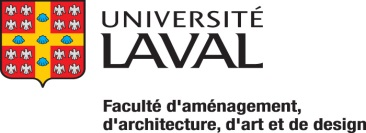 UNIVERSITÉ
LAVAL
Faculté d'aménagement,
d'architecture, d'art et de design